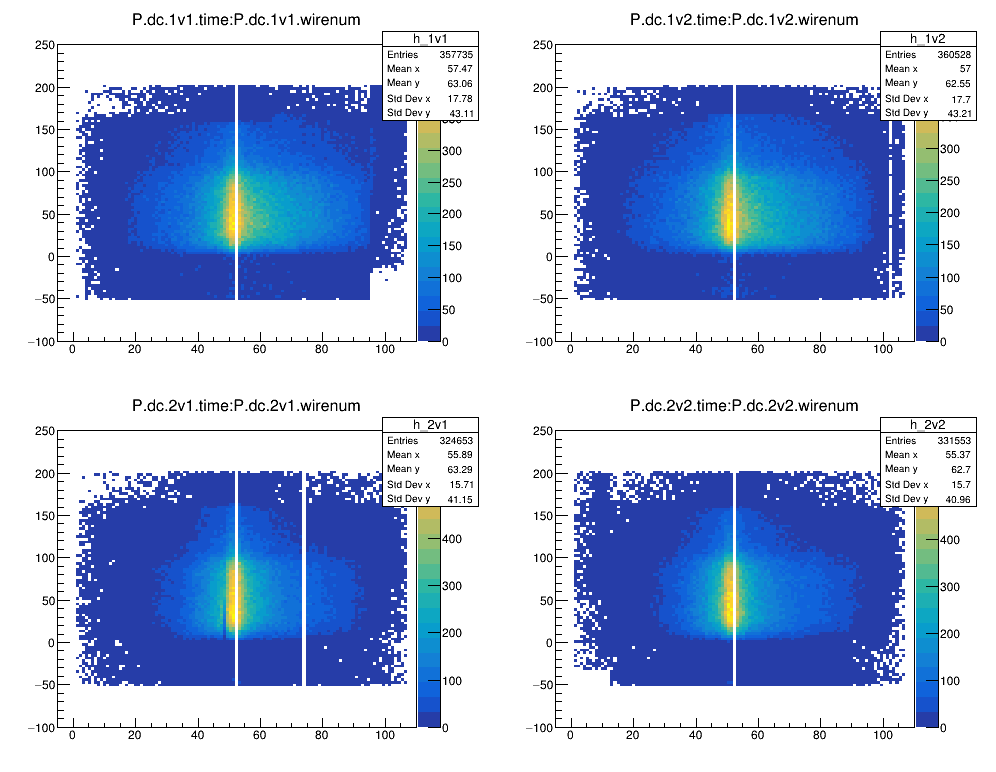 P.dc.1v1.time:P.dc.1v1.wirenum
h_1v1
Entries 357735
Mean x 57.47
Mean y 63.06
Std Dev x 17.78
Std Dev y 43.11
250
200
150
100
50
0
−50
−100
0 20 40 60 80 100
300
250
200
150
100
50
0
P.dc.1v2.time:P.dc.1v2.wirenum
h_1v2
Entries 360528
Mean x 57
Mean y 62.55
Std Dev x 17.7
Std Dev y 43.21
250
200
150
100
50
0
−50
−100
0 20 40 60 80 100
300
250
200
150
100
50
0
P.dc.2v1.time:P.dc.2v1.wirenum
h_2v1
Entries 324653
Mean x 55.89
Mean y 63.29
Std Dev x 15.71
Std Dev y 41.15
250
200
150
100
50
0
−50
−100
0 20 40 60 80 100
400
300
200
100
0
P.dc.2v2.time:P.dc.2v2.wirenum
h_2v2
Entries 331553
Mean x 55.37
Mean y 62.7
Std Dev x 15.7
Std Dev y 40.96
250
200
150
100
50
0
−50
−100
0 20 40 60 80 100
400
300
200
100
0